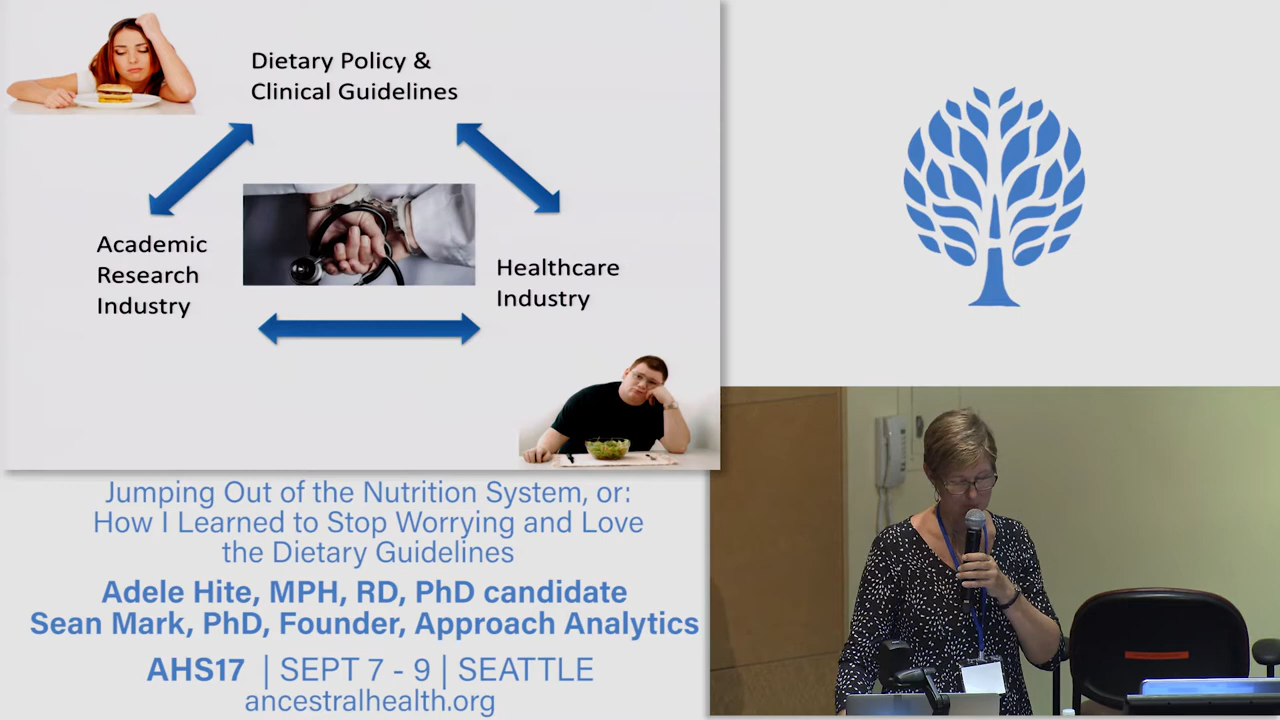 Dietary Policy &
Clinical Guidelines
Academic
Research
Industry
Healthcare
Industry
Jumping Out of the Nutrition System, or:
How I Learned to Stop Worrying and Love
the Dietary Guidelines
Adele Hite, MPH, RD, PhD candidate
Sean Mark, PhD, Founder, Approach Analytics
AHS17 | SEPT 7 - 9 | SEATTLE
ancestralhealth.org